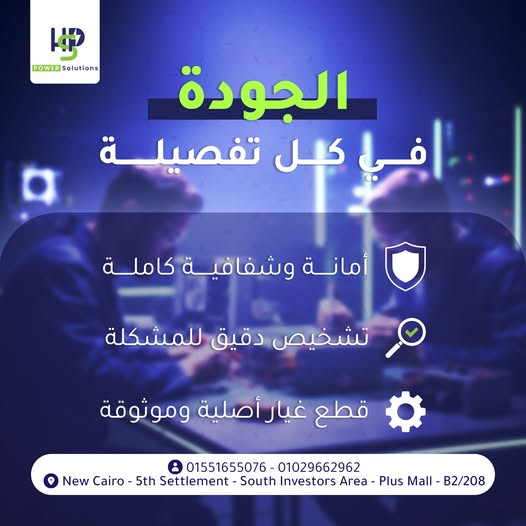 HPS
POWER Solutions
الجودة
في كل تفصيلة
أمانة وشفافية كاملة
تشخيص دقيق للمشكلة
قطع غيار أصلية وموثوقة
01551655076 - 01029662962
New Cairo - 5th Settlement - South Investors Area - Plus Mall - B2/208